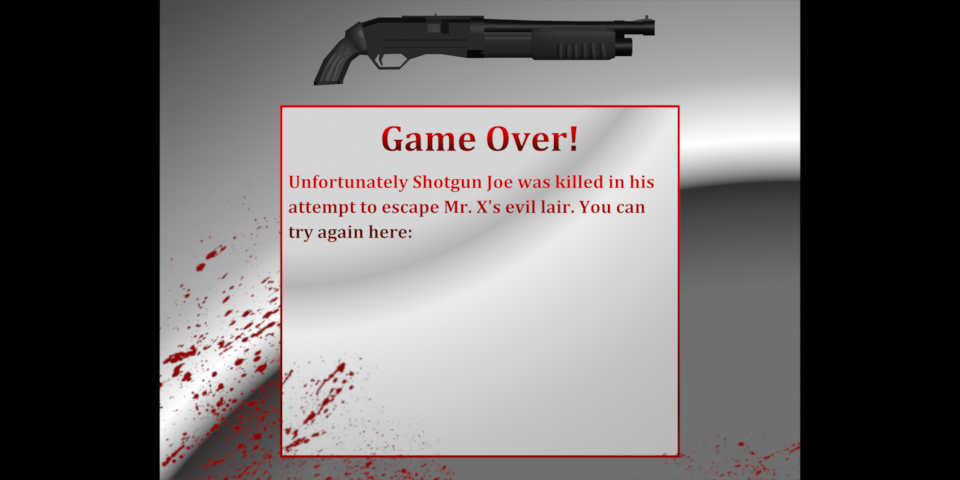 Game Over!
Unfortunately Shotgun Joe was killed in his
attempt to escape Mr. X's evil lair. You can
try again here: